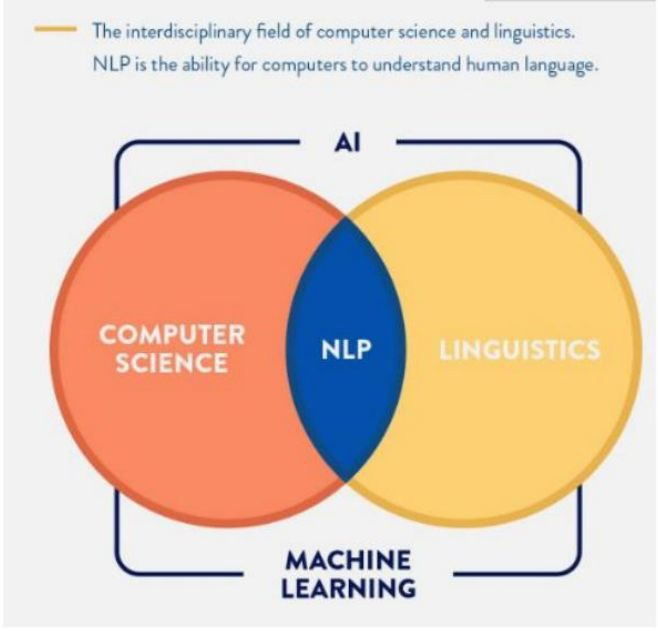 The interdisciplinary field of computer science and linguistics.
NLP is the ability for computers to understand human language.
AI
COMPUTER
SCIENCE
NLP
LINGUISTICS
MACHINE
LEARNING